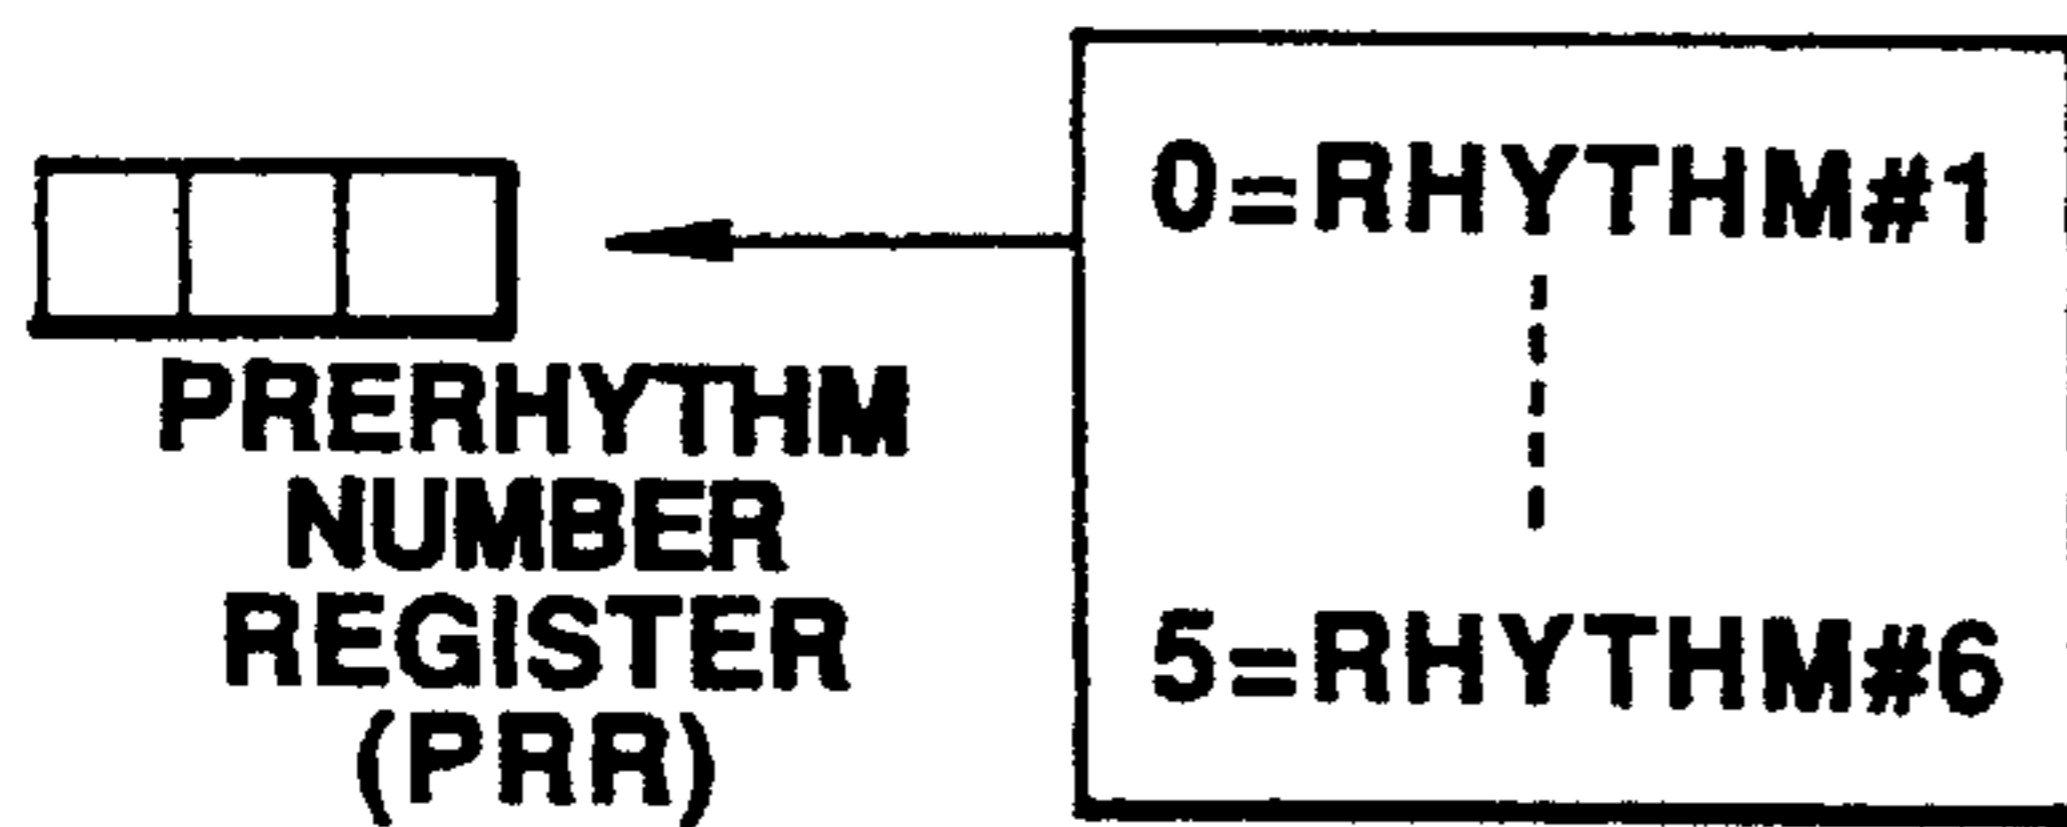 PRERHYTHM
NUMBER
REGISTER
(PRR)
0=RHYTHM#1
5=RHYTHM#6